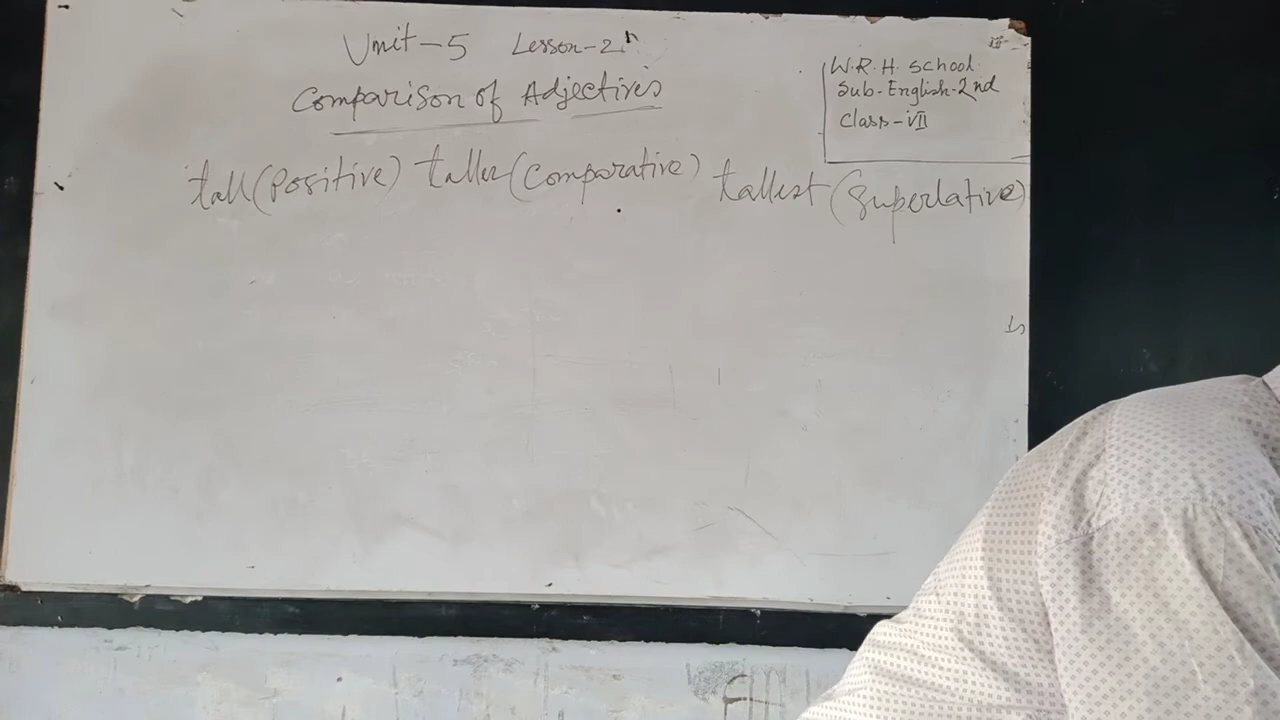 Unit-5 Lesson-2
Comparison of Adjectives
W.R.H. School
Sub-English-2nd
Class-VII
tall(Positive) taller(Comparative) tallest(Superlative)